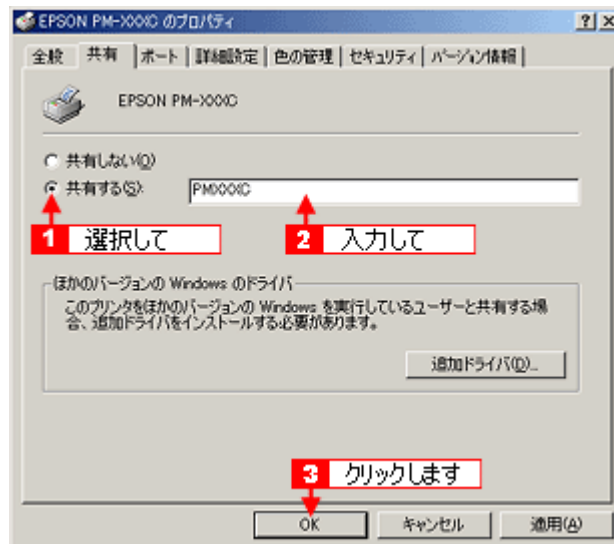 EPSON PM-XXXC のプロパティ
全般 共有 ポート 詳細設定 色の管理 セキュリティ バージョン情報
EPSON PM-XXXC
共有しない(O)
共有する(S): PMXXXC
1 選択して 2 入力して
ほかのバージョンの Windows のドライバ
このプリンタをほかのバージョンの Windows を実行しているユーザーと共有する場
合、追加ドライバをインストールする必要があります。
追加ドライバ(D)...
3 クリックします
OK キャンセル 適用(A)